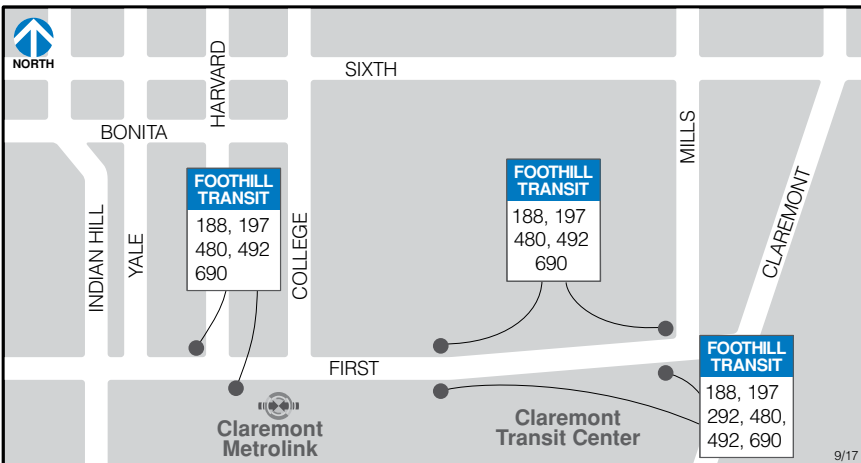 NORTH
SIXTH
HARVARD
BONITA
MILLS
FOOTHILL
TRANSIT
188, 197
480, 492
690
FOOTHILL
TRANSIT
188, 197
480, 492
690
INDIAN HILL
YALE
COLLEGE
CLAREMONT
FIRST
FOOTHILL
TRANSIT
188, 197
292, 480,
492, 690
Claremont
Metrolink
Claremont
Transit Center
9/17